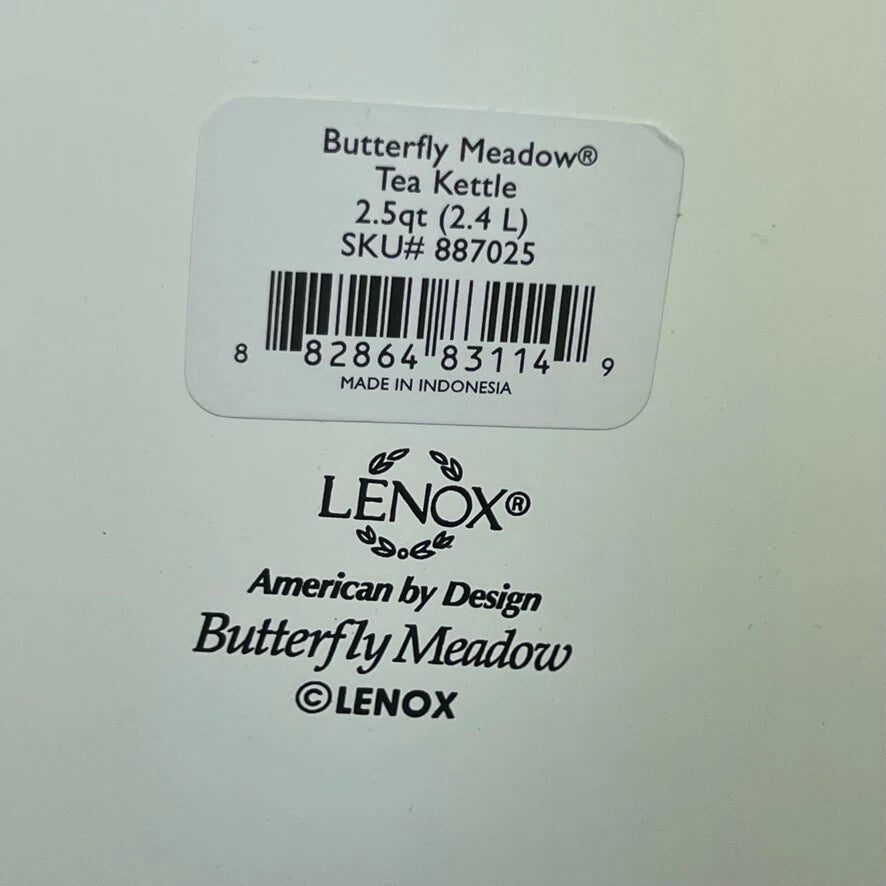 Butterfly Meadow®
Tea Kettle
2.5qt (2.4 L)
SKU# 887025
8 82864 83114 9
MADE IN INDONESIA
LENOX®
American by Design
Butterfly Meadow
©LENOX